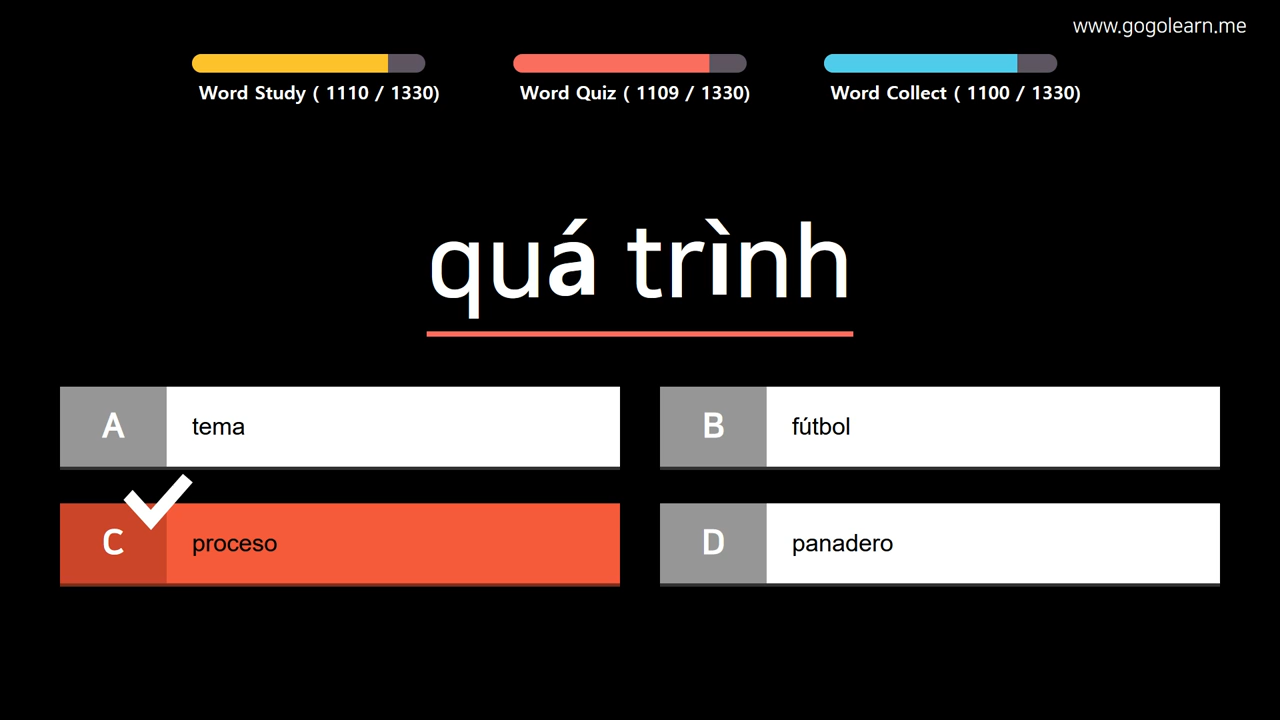 www.gogolearn.me
Word Study ( 1110 / 1330)
Word Quiz ( 1109 / 1330)
Word Collect ( 1100 / 1330)
quá trình
A tema
B fútbol
C proceso
D panadero